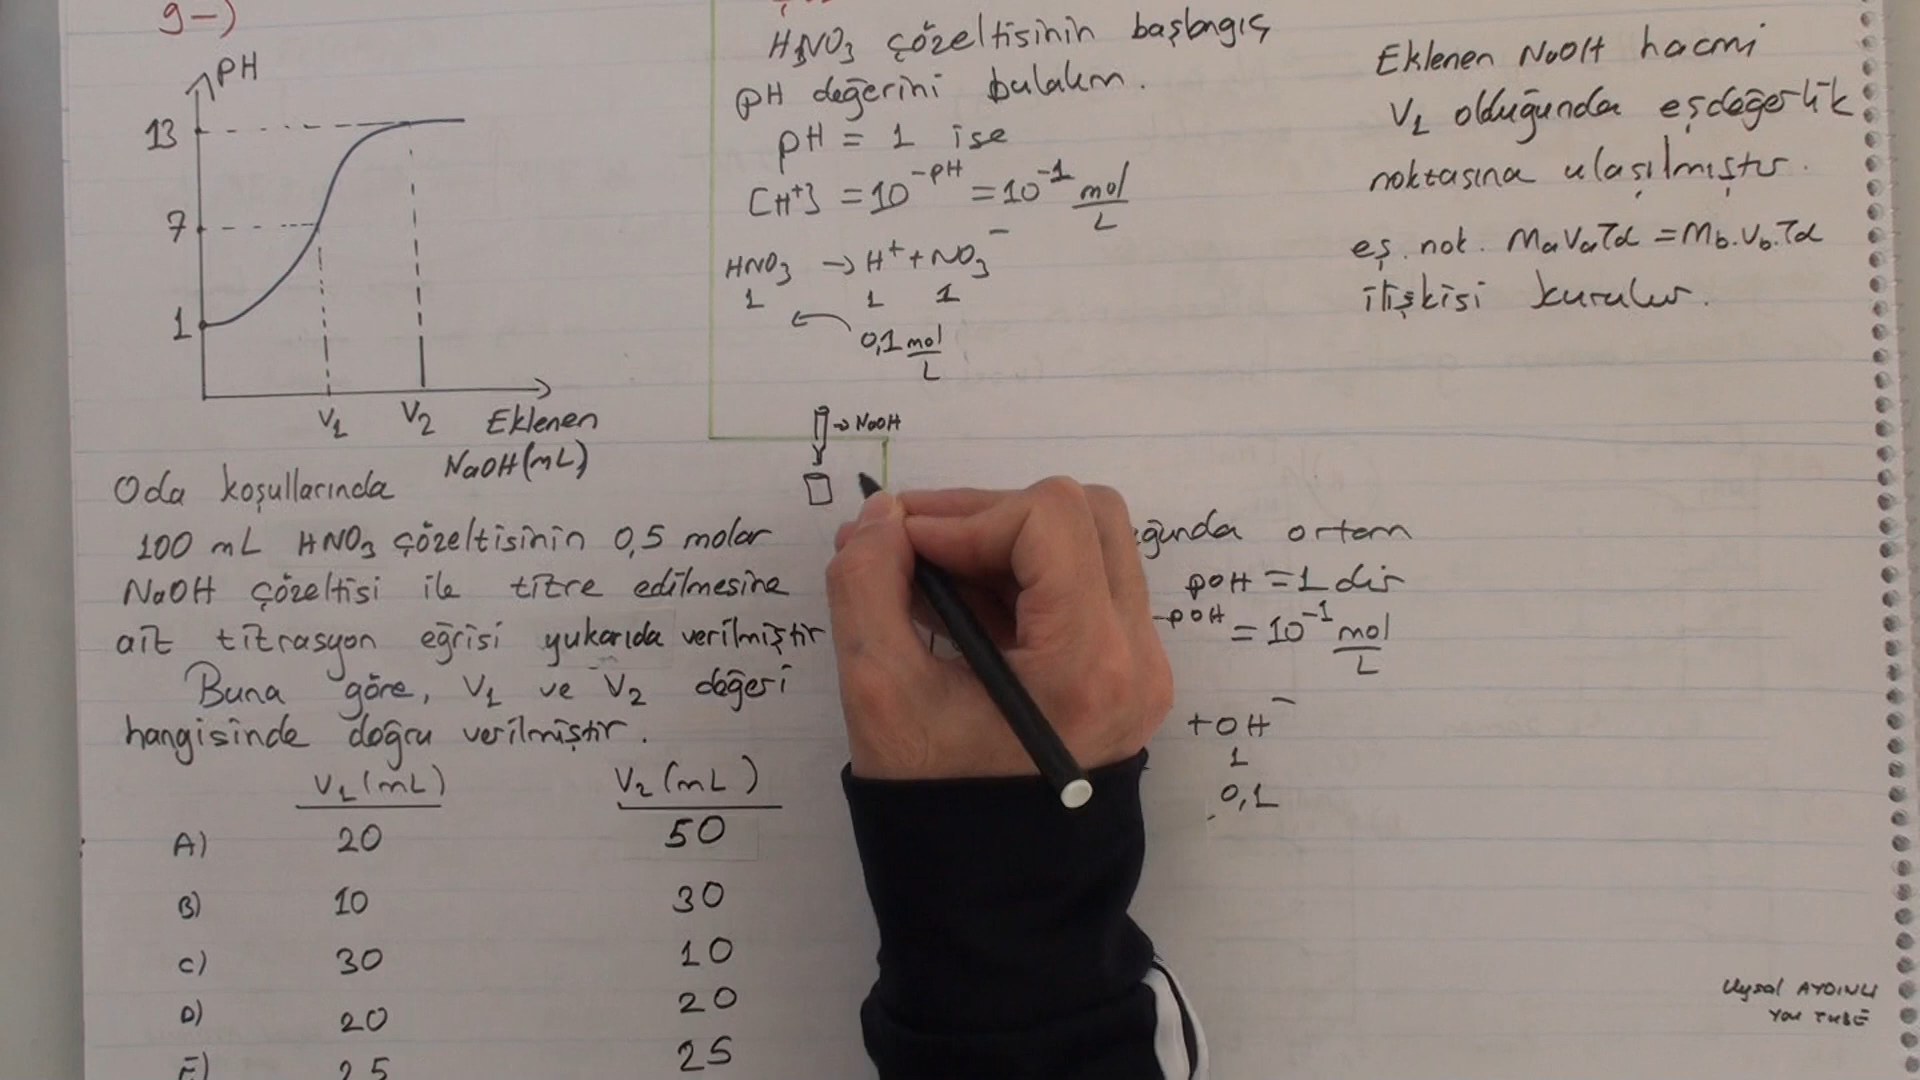 9-)
PH
13
7
1
V1 V2 Eklenen
NaOH(mL)
Oda koşullarında
100 mL HNO3 çözeltisinin 0,5 molar
NaOH çözeltisi ile titre edilmesine
ait titrasyon eğrisi yukarıda verilmiştir
Buna göre, V1 ve V2 değeri
hangisinde doğru verilmiştir.
V1 (mL) V2 (mL)
A) 20 50
B) 10 30
C) 30 10
D) 20 20
E) 25 25
HNO3 çözeltisinin başlangıç
pH değerini bulalım.
pH = 1 ise
[H+] = 10^-pH = 10^-1 mol/L
HNO3 → H+ + NO3-
1 1 1
0,1 mol/L
→ NaOH
ortam
pOH = 1 dir
-pOH = 10^-1 mol/L
+OH-
1
0,1
Eklenen NaOH hacmi
V1 olduğunda eşdeğerlik
noktasına ulaşılmıştır.
eş. nok. MaVaTd = Mb.Vb.Td
ilişkisi kurulur.
Uysal AYDINLI
YOU TUBE